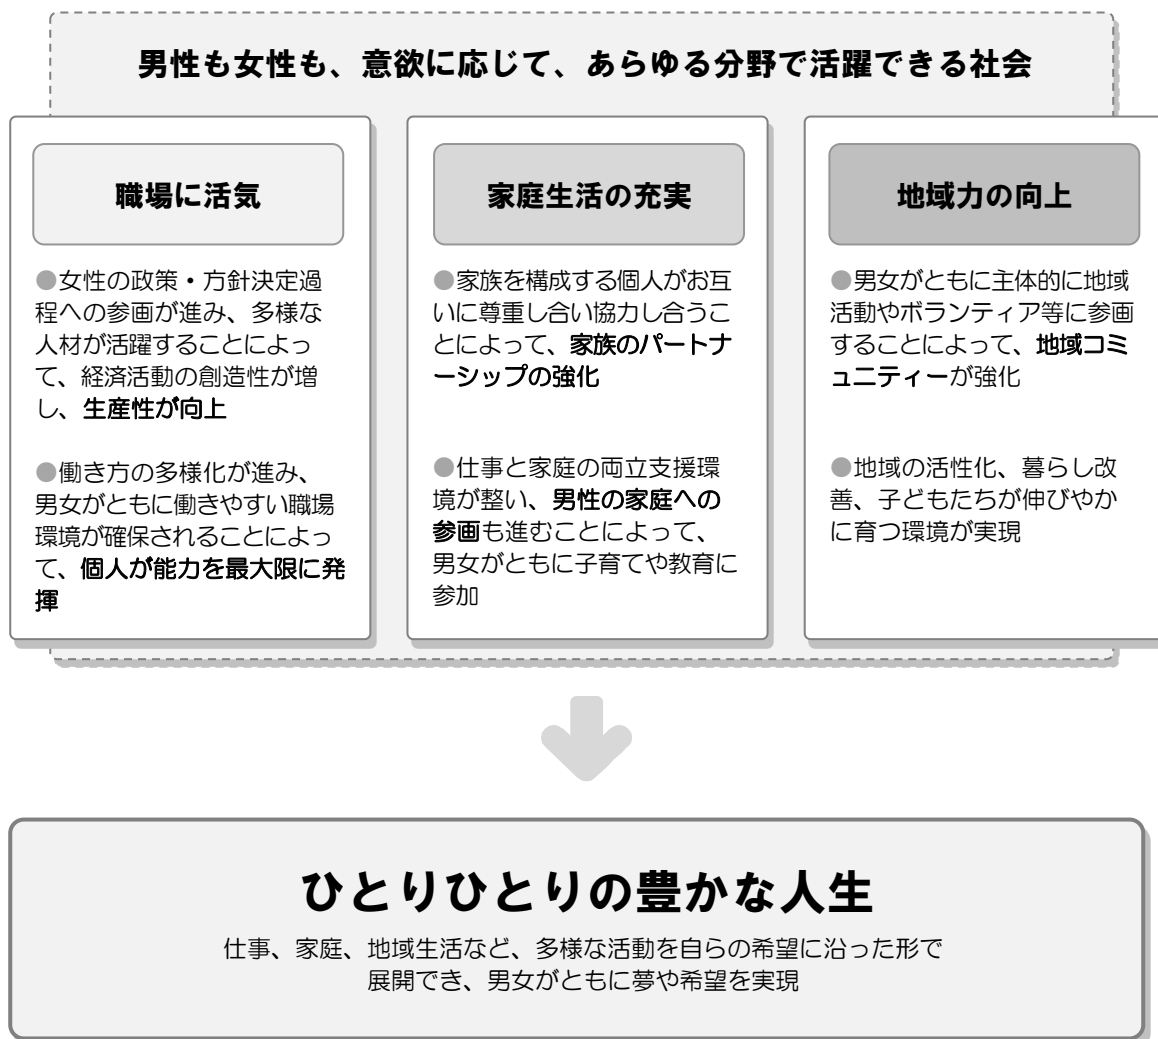 男性も女性も、意欲に応じて、あらゆる分野で活躍できる社会
職場に活気
●女性の政策・方針決定過
程への参画が進み、多様な
人材が活躍することによっ
て、経済活動の創造性が増
し、生産性が向上
●働き方の多様化が進み、
男女がともに働きやすい職場
環境が確保されることによっ
て、個人が能力を最大限に発
揮
家庭生活の充実
●家族を構成する個人がお互
いに尊重し合い協力し合うこ
とによって、家族のパートナ
ーシップの強化
●仕事と家庭の両立支援環
境が整い、男性の家庭への
参画も進むことによって、
男女がともに子育てや教育に
参加
地域力の向上
●男女がともに主体的に地域
活動やボランティア等に参画
することによって、地域コミ
ュニティーが強化
●地域の活性化、暮らし改
善、子どもたちが伸びやか
に育つ環境が実現
ひとりひとりの豊かな人生
仕事、家庭、地域生活など、多様な活動を自らの希望に沿った形で
展開でき、男女がともに夢や希望を実現